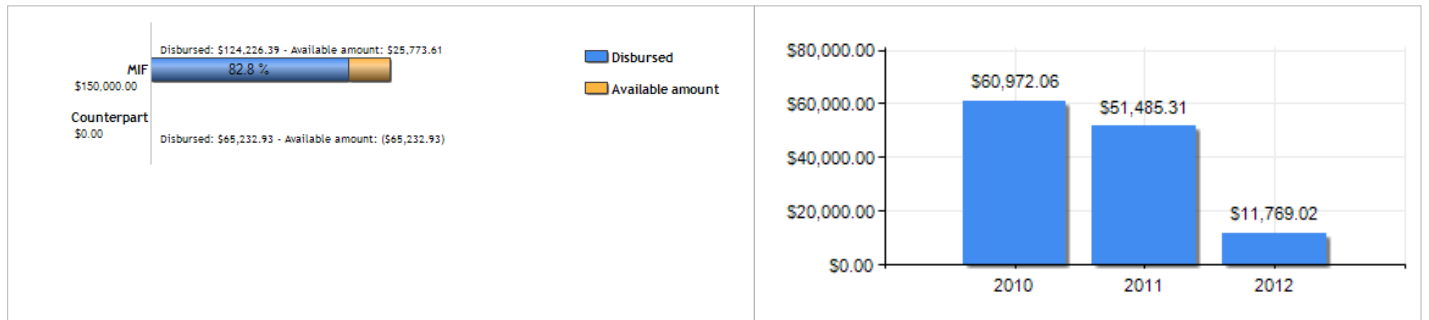 Disbursed: $124,226.39 - Available amount: $25,773.61
MIF
82.8 %
$150,000.00
Counterpart
$0.00
Disbursed: $65,232.93 - Available amount: ($65,232.93)
Disbursed
Available amount
$80,000.00
$60,000.00
$40,000.00
$20,000.00
$0.00
$60,972.06
$51,485.31
$11,769.02
2010
2011
2012